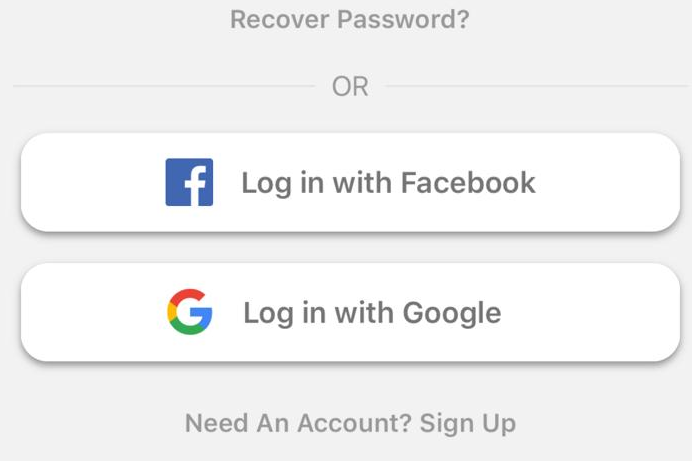 Recover Password?
OR
Log in with Facebook
Log in with Google
Need An Account? Sign Up